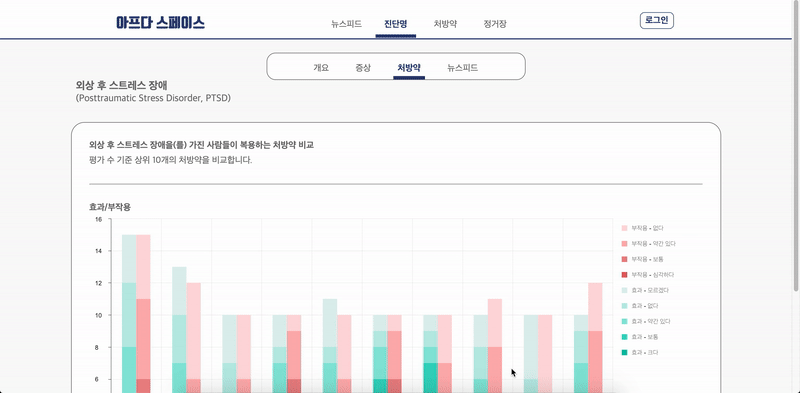 아프다 스페이스
뉴스피드 진단명 처방약 정거장
로그인
개요 증상 처방약 뉴스피드
외상 후 스트레스 장애
(Posttraumatic Stress Disorder, PTSD)
외상 후 스트레스 장애을(를) 가진 사람들이 복용하는 처방약 비교
평가 수 기준 상위 10개의 처방약을 비교합니다.
효과/부작용
16
14
12
10
8
6
부작용 - 없다
부작용 - 약간 있다
부작용 - 보통
부작용 - 심각하다
효과 - 모르겠다
효과 - 없다
효과 - 약간 있다
효과 - 보통
효과 - 크다